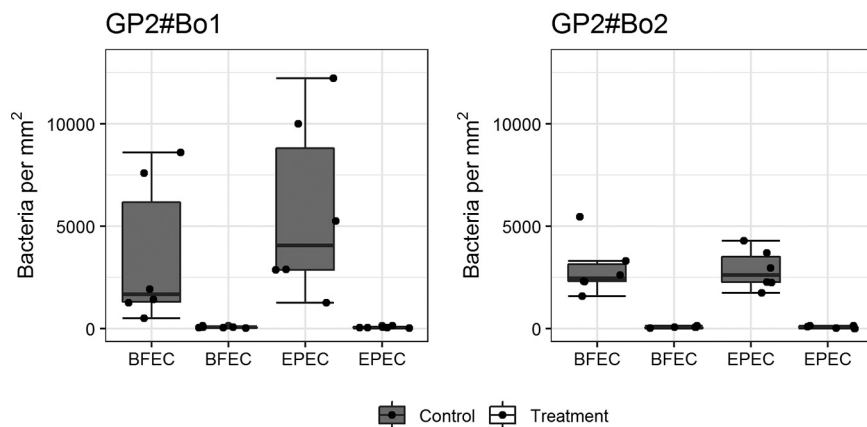 GP2#Bo1
GP2#Bo2
Bacteria per mm²
10000
5000
0
BFEC BFEC EPEC EPEC
Bacteria per mm²
10000
5000
0
BFEC BFEC EPEC EPEC
Control Treatment